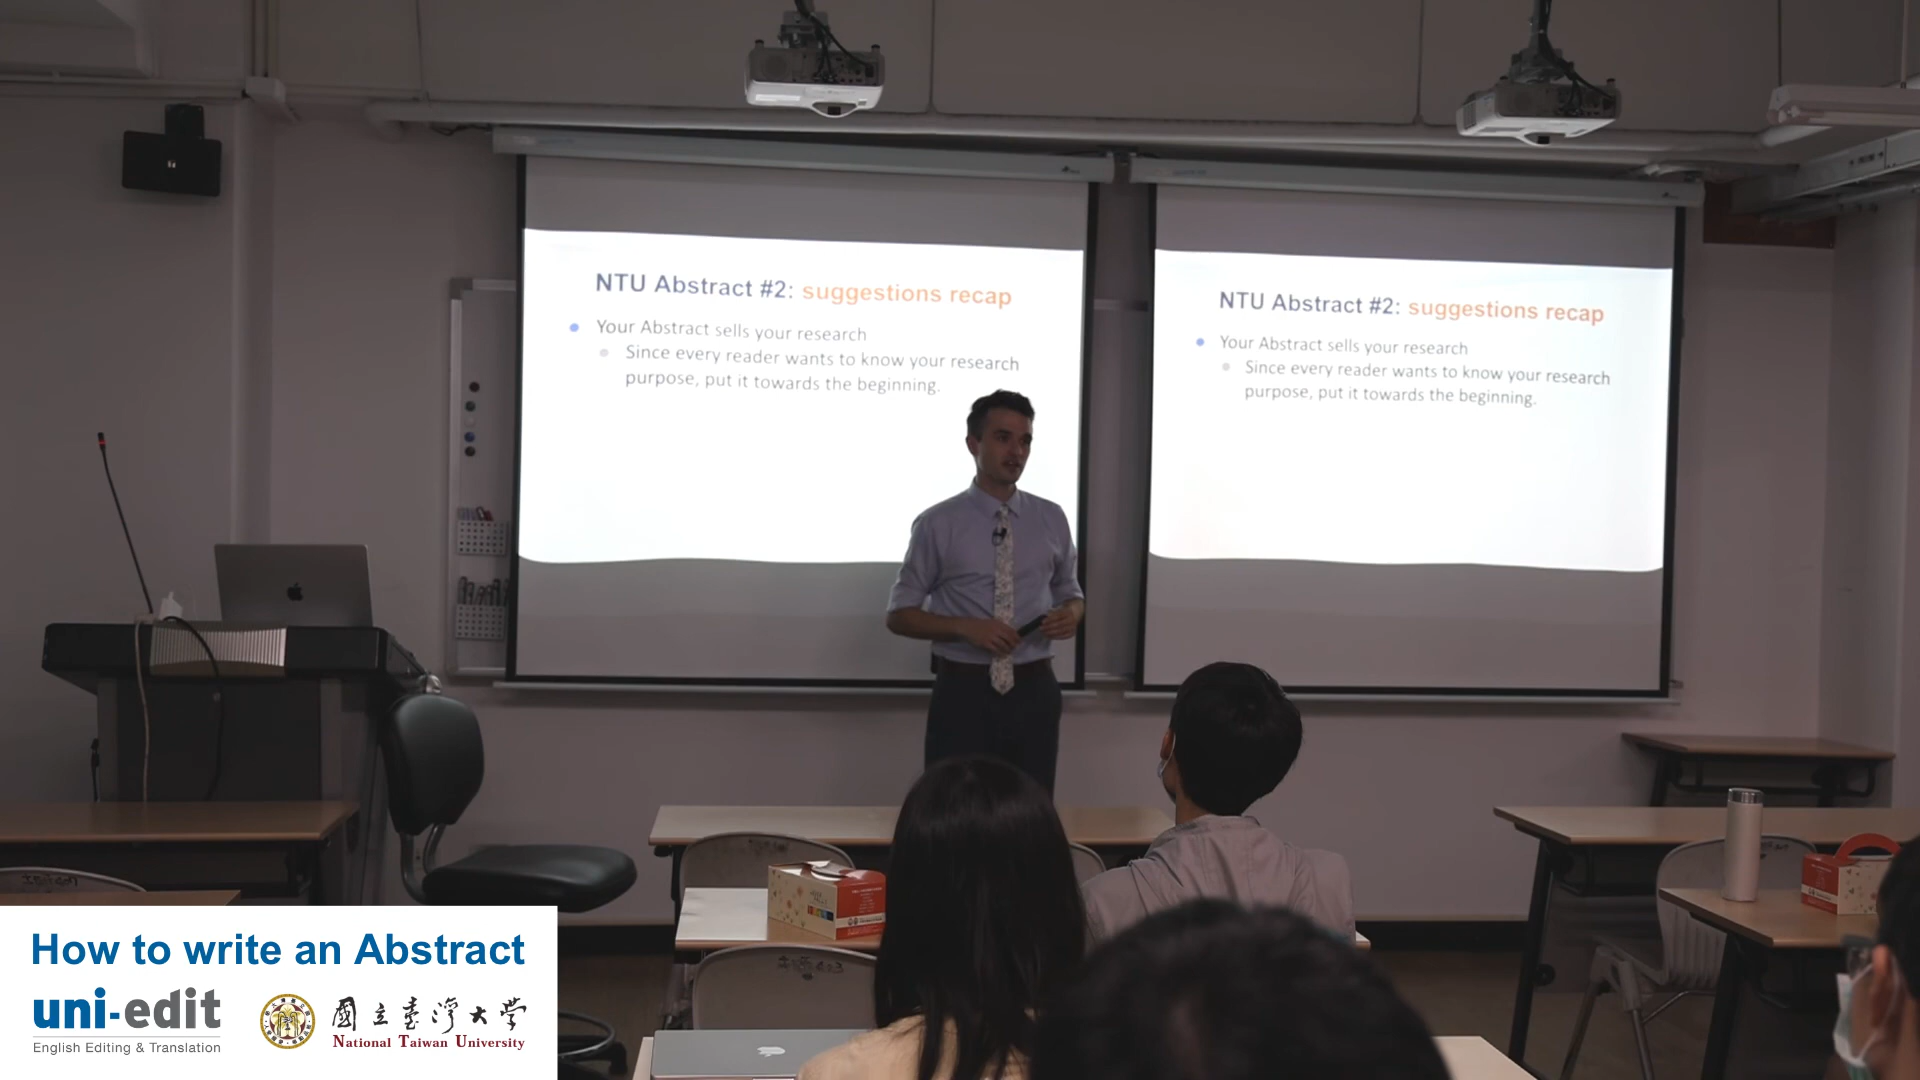 NTU Abstract #2: suggestions recap
Your Abstract sells your research
Since every reader wants to know your research
purpose, put it towards the beginning.
NTU Abstract #2: suggestions recap
Your Abstract sells your research
Since every reader wants to know your research
purpose, put it towards the beginning.
How to write an Abstract
uni-edit
English Editing & Translation
國立臺灣大學
National Taiwan University